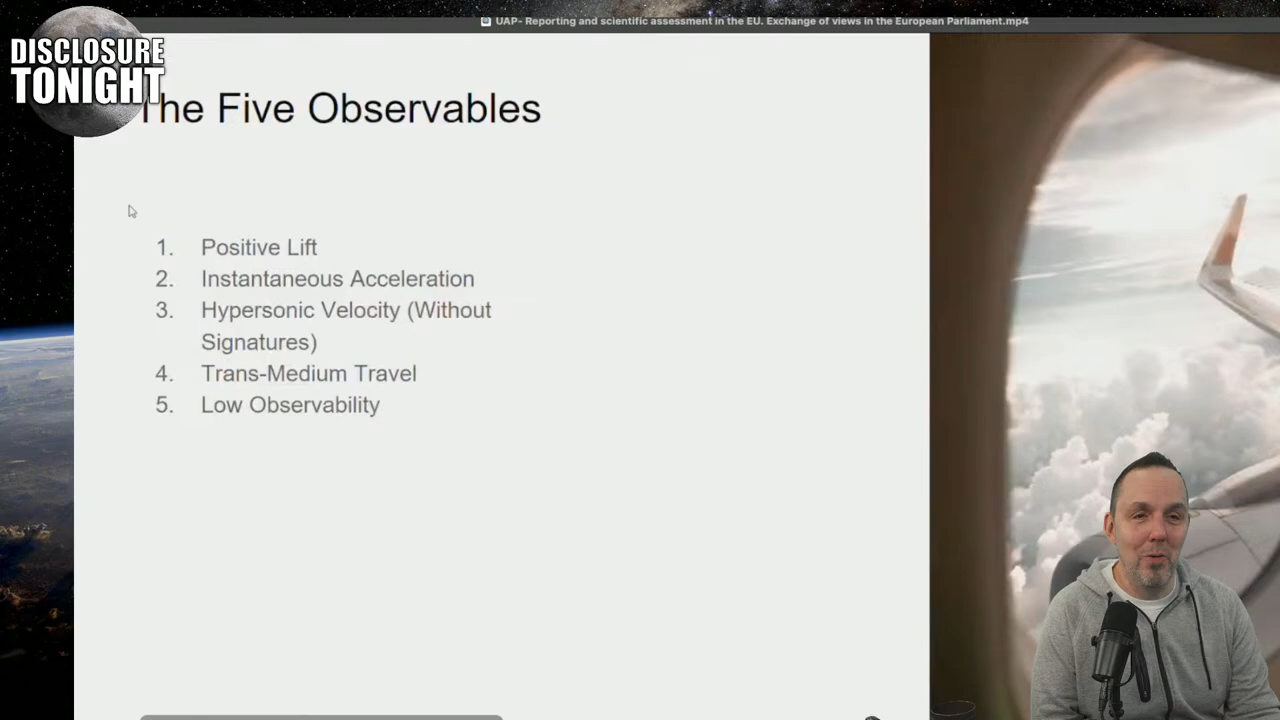 UAP- Reporting and scientific assessment in the EU. Exchange of views in the European Parliament.mp4
DISCLOSURE
TONIGHT
The Five Observables
1. Positive Lift
2. Instantaneous Acceleration
3. Hypersonic Velocity (Without
Signatures)
4. Trans-Medium Travel
5. Low Observability